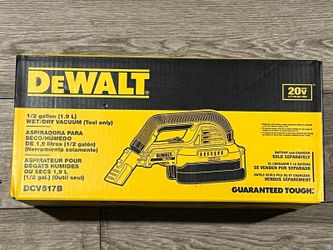 DEWALT
20V
1/2 gallon (1.9 L)
WET/DRY VACUUM (Tool only)
ASPIRADORA PARA
SECO/HÚMEDO
DE 1,9 litros (1/2 galón)
(Herramienta solamente)
ASPIRATEUR POUR
DÉGATS HUMIDES
OU SECS 1,9 L
(1/2 gal.) (Outil seul)
DCV517B
DEWALT
BATTERY AND CHARGER
SOLD SEPARATELY
SE VENDEN POR SEPARADO
VENDUS SÉPARÉMENT
GUARANTEED TOUGH.